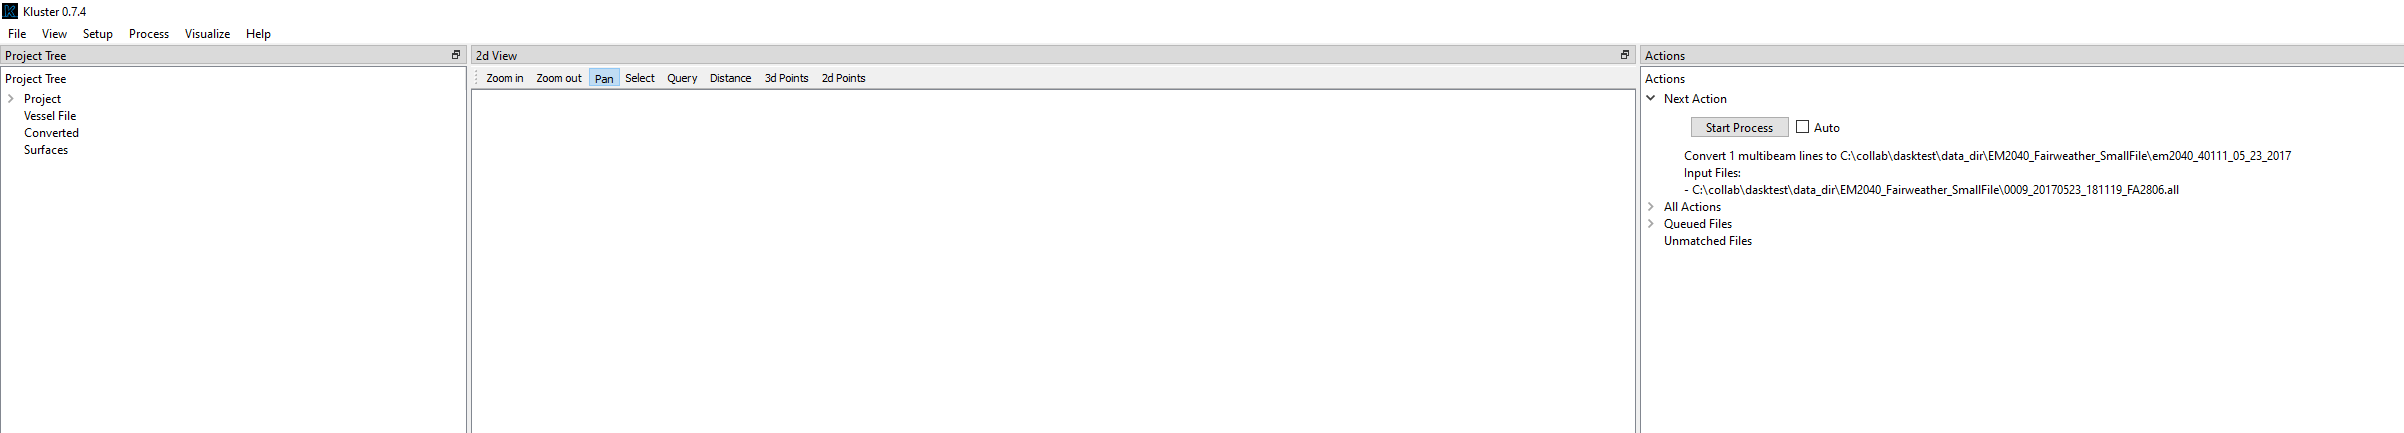 Kluster 0.7.4
File View Setup Process Visualize Help
Project Tree
Project Tree
Project
Vessel File
Converted
Surfaces
2d View
Zoom in Zoom out Pan Select Query Distance 3d Points 2d Points
Actions
Actions
Next Action
Start Process Auto
Convert 1 multibeam lines to C:\collab\dasktest\data_dir\EM2040_Fairweather_SmallFile\em2040_40111_05_23_2017
Input Files:
- C:\collab\dasktest\data_dir\EM2040_Fairweather_SmallFile\0009_20170523_181119_FA2806.all
All Actions
Queued Files
Unmatched Files